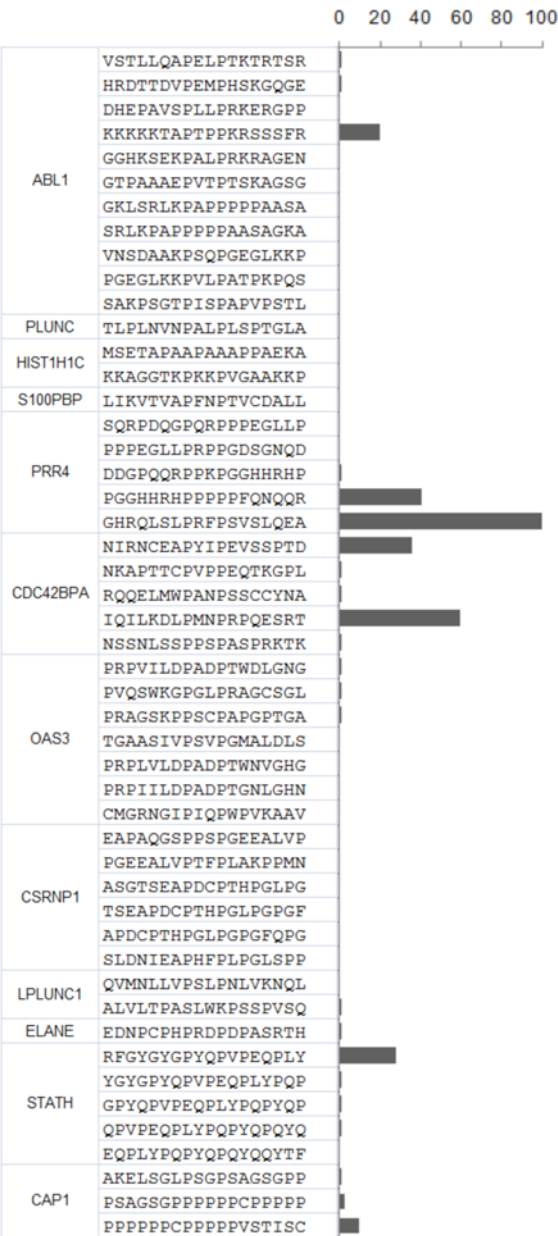 0 20 40 60 80 100
ABL1
VSTLLQAPELPTKTRTSR
HRDTTDVPEMPHSKGQGE
DHEPAVSPLLPRKERGPP
KKKKKTAPTPPKRSSSFR
GGHKSEKPALPRKRAGEN
GTPAAAEPVTPTSKAGSG
GKLSRLKPAPPPPPAASA
SRLKPAPPPPPAASAGKA
VNSDAAKPSQPGEGLKKP
PGEGLKKPVLPATPKPQS
SAKPSGTPISPAPVPSTL
PLUNC
TLPLNVNPALPLSPTGLA
HIST1H1C
MSETAPAAPAAAPPAEKA
KKAGGTKPKKPVGAAKKP
S100PBP
LIKVTVAPFNPTVCDALL
PRR4
SQRPDQGPQRPPPEGLLP
PPPEGLLPRPPGDSGNQD
DDGPQQRPPKPGGHHRHP
PGGHHRHPPPPPFQNQQR
GHRQLSLPRFPSVSLQEA
CDC42BPA
NIRNCEAPYIPEVSSPTD
NKAPTTCPVPPEQTKGPL
RQQELMWPANPSSCCYNA
IQILKDLPMNPRPQESRT
NSSNLSSPPSPASPRKTK
OAS3
PRPVILDPADPTWDLGNG
PVQSWKGPGLPRAGCSGL
PRAGSKPPSCPAPGPTGA
TGAASIVPSVPGMALDLS
PRPLVLDPADPTWNVGHG
PRPIILDPADPTGNLGHN
CMGRNGIPIQPWPVKAAV
CSRNP1
EAPAQGSPPSPGEEALVP
PGEEALVPTFPLAKPPMN
ASGTSEAPDCPTHPGLPG
TSEAPDCPTHPGLPGPGF
APDCPTHPGLPGPGFQPG
SLDNIEAPHFPLPGLSPP
LPLUNC1
QVMNLLVPSLPNLVKNQL
ALVLTPASLWKPSSPVSQ
ELANE
EDNPCPHPRDPDPASRTH
STATH
RFGYGYGPYQPVPEQPLY
YGYGPYQPVPEQPLYPQP
GPYQPVPEQPLYPQPYQP
QPVPEQPLYPQPYQPQYQ
EQPLYPQPYQPQYQQYTF
CAP1
AKELSGLPSGPSAGSGPP
PSAGSGPPPPPPCPPPPP
PPPPPPCPPPPPVSTISC